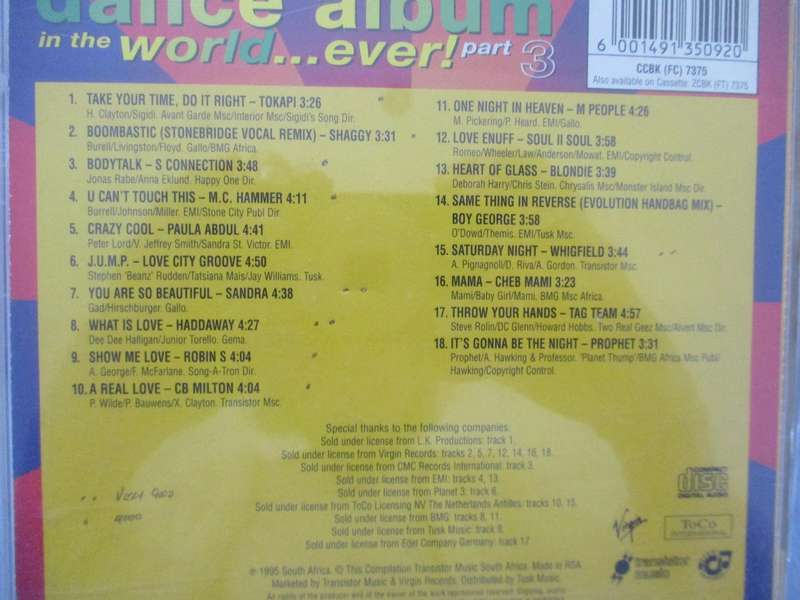 dance album
in the world...ever! part 3
6 001491 350920
CCBK (FC) 7375
Also available on Cassette: ZCBK (FT) 7375
1. TAKE YOUR TIME, DO IT RIGHT – TOKAPI 3:26
H. Clayton/Sigidi. Avant Garde Msc/Interior Msc/Sigidi's Song Dir.
2. BOOMBASTIC (STONEBRIDGE VOCAL REMIX) – SHAGGY 3:31
Burell/Livingston/Floyd. Gallo/BMG Africa.
3. BODYTALK – S CONNECTION 3:48
Jonas Rabe/Anna Eklund. Happy One Dir.
4. U CAN'T TOUCH THIS – M.C. HAMMER 4:11
Burrell/Johnson/Miller. EMI/Stone City Publ Dir.
5. CRAZY COOL – PAULA ABDUL 4:41
Peter Lord/V. Jeffrey Smith/Sandra St. Victor. EMI.
6. J.U.M.P. – LOVE CITY GROOVE 4:50
Stephen 'Beanz' Rudden/Tatsiana Mais/Jay Williams. Tusk.
7. YOU ARE SO BEAUTIFUL – SANDRA 4:38
Gad/Hirschburger. Gallo.
8. WHAT IS LOVE – HADDAWAY 4:27
Dee Dee Halligan/Junior Torello. Gema.
9. SHOW ME LOVE – ROBIN S 4:04
A. George/F. McFarlane. Song-A-Tron Dir.
10. A REAL LOVE – CB MILTON 4:04
P. Wilde/P. Bauwens/X. Clayton. Transistor Msc.
11. ONE NIGHT IN HEAVEN – M PEOPLE 4:26
M. Pickering/P. Heard. EMI/Gallo.
12. LOVE ENUFF – SOUL II SOUL 3:58
Romeo/Wheeler/Law/Anderson/Mowat. EMI/Copyright Control.
13. HEART OF GLASS – BLONDIE 3:39
Deborah Harry/Chris Stein. Chrysalis Msc/Monster Island Msc Dir.
14. SAME THING IN REVERSE (EVOLUTION HANDBAG MIX) –
BOY GEORGE 3:58
O'Dowd/Themis. EMI/Tusk Msc.
15. SATURDAY NIGHT – WHIGFIELD 3:44
A. Pignagnoli/D. Riva/A. Gordon. Transistor Msc.
16. MAMA – CHEB MAMI 3:23
Mami/Baby Girl/Mami. BMG Msc Africa.
17. THROW YOUR HANDS – TAG TEAM 4:57
Steve Rolin/DC Glenn/Howard Hobbs. Two Real Geez Msc/Alvert Msc Dir.
18. IT'S GONNA BE THE NIGHT – PROPHET 3:31
Prophet/A. Hawking & Professor. 'Planet Thump'/BMG Africa Msc Publ/
Hawking/Copyright Control.
Special thanks to the following companies:
Sold under license from L.K. Productions: track 1.
Sold under license from Virgin Records: tracks 2, 5, 7, 12, 14, 16, 18.
Sold under license from CMC Records International: track 3.
Sold under license from EMI: tracks 4, 13.
Sold under license from Planet 3: track 6.
Sold under license from ToCo Licensing NV The Netherlands Antilles: tracks 10, 15.
Sold under license from BMG: tracks 8, 11.
Sold under license from Tusk Music: track 9.
Sold under license from Edel Company Germany: track 17
COMPACT
disc
DIGITAL AUDIO
Virgin
ToCo
INTERNATIONAL
transistor
music
℗ 1995 South Africa. © This Compilation Transistor Music South Africa. Made in RSA
Marketed by Transistor Music & Virgin Records. Distributed by Tusk Music.
All rights of the record producer and of the owner of the work reproduced reserved.